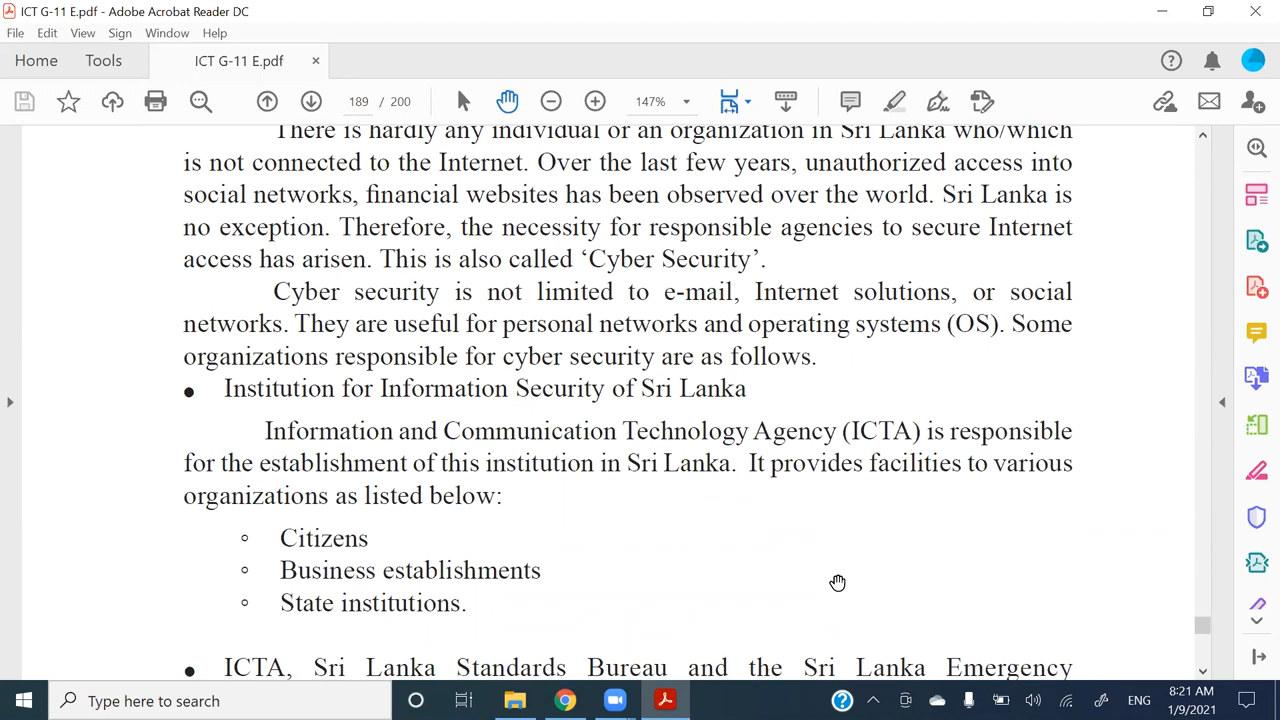 ICT G-11 E.pdf - Adobe Acrobat Reader DC
File Edit View Sign Window Help
Home Tools ICT G-11 E.pdf ×
189 / 200 147%
There is hardly any individual or an organization in Sri Lanka who/which
is not connected to the Internet. Over the last few years, unauthorized access into
social networks, financial websites has been observed over the world. Sri Lanka is
no exception. Therefore, the necessity for responsible agencies to secure Internet
access has arisen. This is also called ‘Cyber Security’.
Cyber security is not limited to e-mail, Internet solutions, or social
networks. They are useful for personal networks and operating systems (OS). Some
organizations responsible for cyber security are as follows.
● Institution for Information Security of Sri Lanka
Information and Communication Technology Agency (ICTA) is responsible
for the establishment of this institution in Sri Lanka. It provides facilities to various
organizations as listed below:
◦ Citizens
◦ Business establishments
◦ State institutions.
● ICTA, Sri Lanka Standards Bureau and the Sri Lanka Emergency
Type here to search
ENG
8:21 AM
1/9/2021